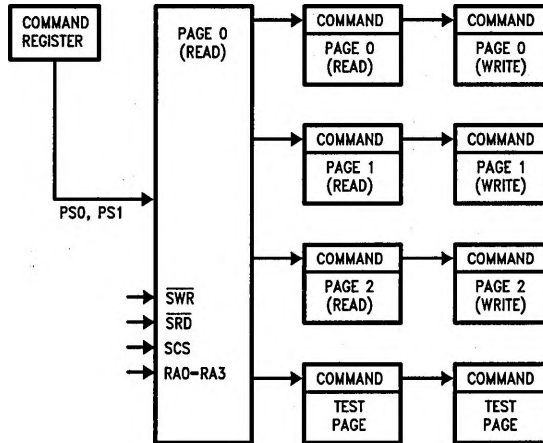 COMMAND
REGISTER
PS0, PS1
PAGE 0
(READ)
SWR
SRD
SCS
RA0-RA3
COMMAND
PAGE 0
(READ)
COMMAND
PAGE 0
(WRITE)
COMMAND
PAGE 1
(READ)
COMMAND
PAGE 1
(WRITE)
COMMAND
PAGE 2
(READ)
COMMAND
PAGE 2
(WRITE)
COMMAND
TEST
PAGE
COMMAND
TEST
PAGE